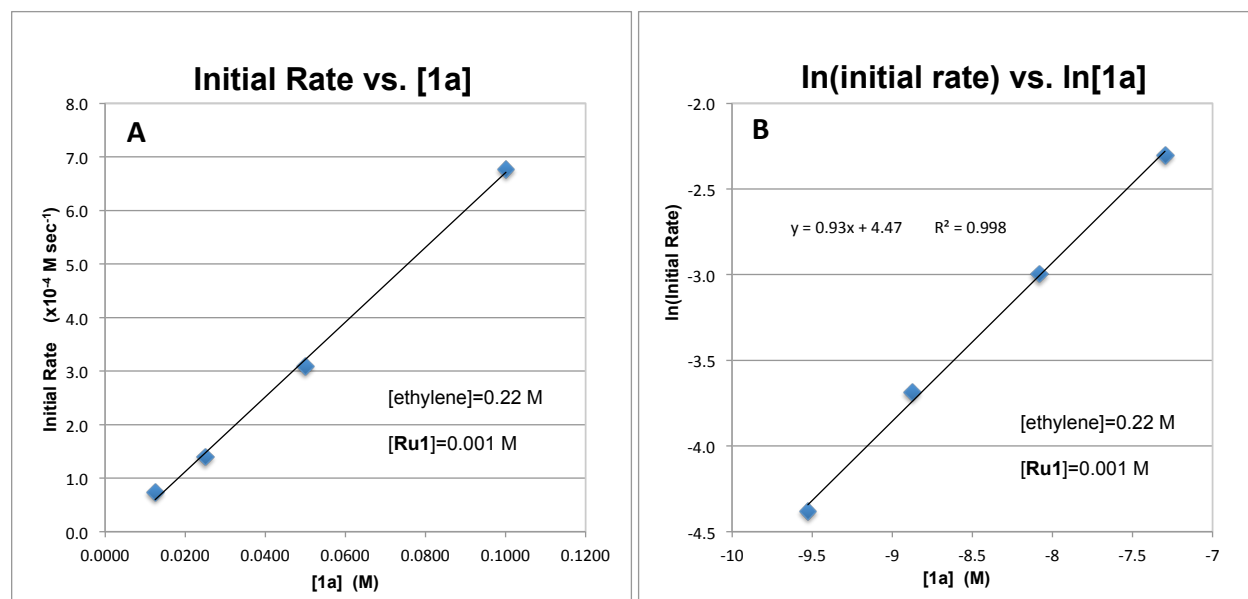 Initial Rate vs. [1a]
A
8.0
7.0
6.0
5.0
4.0
3.0
2.0
1.0
0.0
Initial Rate (x10⁻⁴ M sec⁻¹)
[ethylene]=0.22 M
[Ru1]=0.001 M
0.0000 0.0200 0.0400 0.0600 0.0800 0.1000 0.1200
[1a] (M)
ln(initial rate) vs. ln[1a]
B
-2.0
-2.5
-3.0
-3.5
-4.0
-4.5
ln(Initial Rate)
y = 0.93x + 4.47 R² = 0.998
[ethylene]=0.22 M
[Ru1]=0.001 M
-10 -9.5 -9 -8.5 -8 -7.5 -7
[1a] (M)